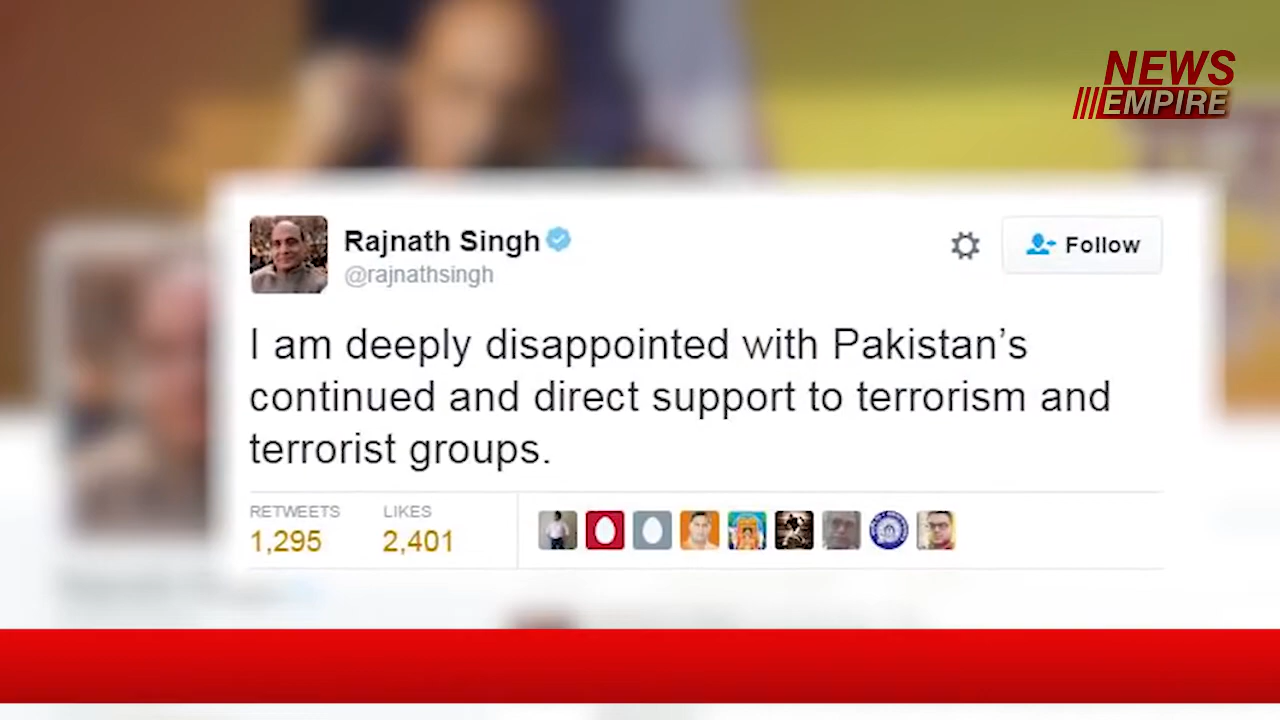 NEWS
EMPIRE
Rajnath Singh
@rajnathsingh
Follow
I am deeply disappointed with Pakistan’s
continued and direct support to terrorism and
terrorist groups.
RETWEETS LIKES
1,295 2,401